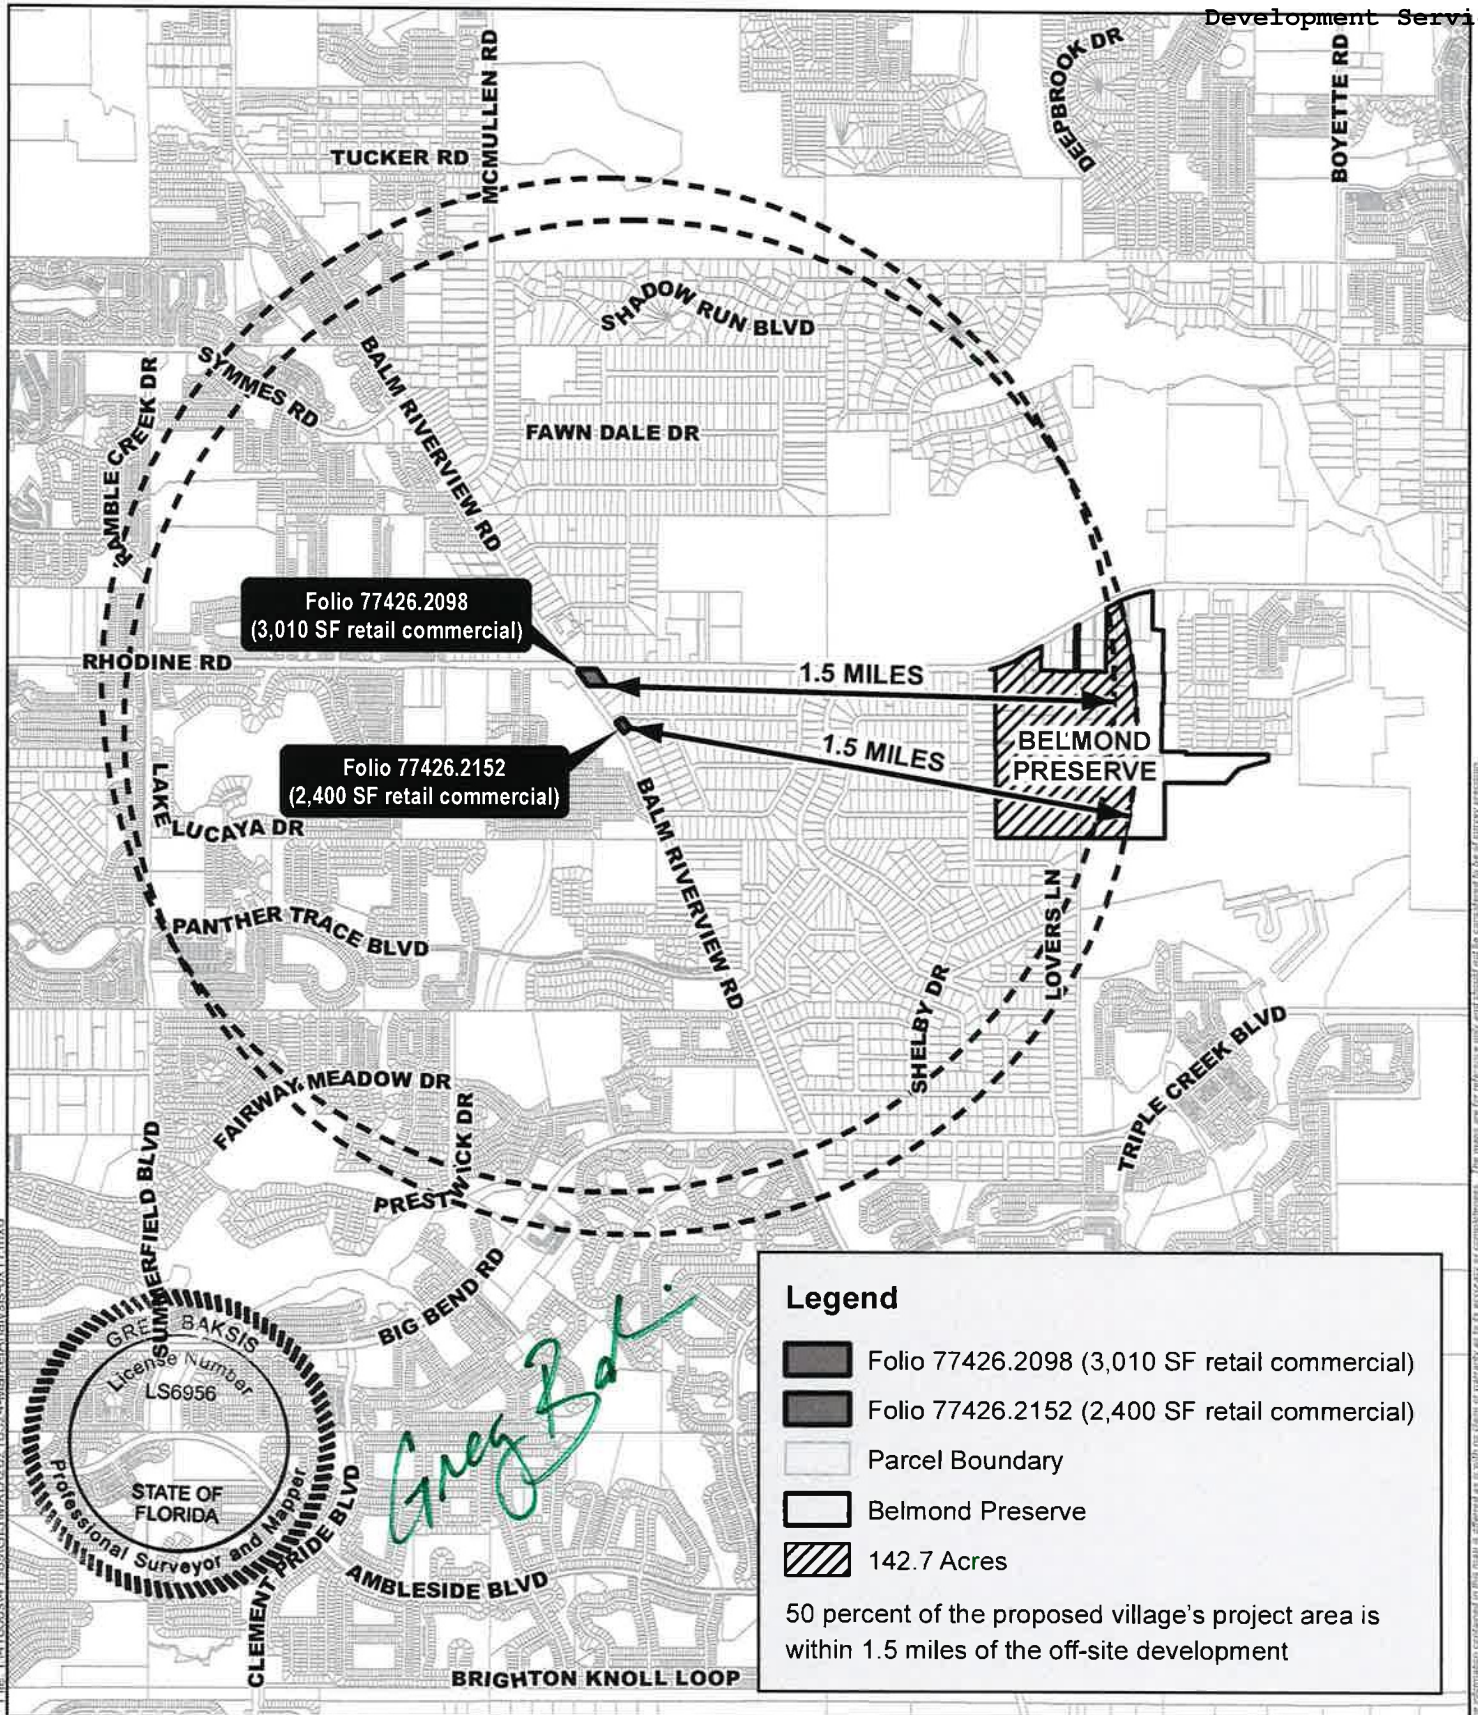 Development Servi
DEEPBROOK DR
BOYETTE RD
MCMULLEN RD
TUCKER RD
SHADOW RUN BLVD
SYMMES RD
BALM RIVERVIEW RD
RAMBLE CREEK DR
FAWN DALE DR
Folio 77426.2098
(3,010 SF retail commercial)
RHODINE RD
1.5 MILES
BELMOND
PRESERVE
1.5 MILES
Folio 77426.2152
(2,400 SF retail commercial)
LAKE LUCAYA DR
BALM RIVERVIEW RD
PANTHER TRACE BLVD
LOVERS LN
SHELBY DR
TRIPLE CREEK BLVD
FAIRWAY MEADOW DR
PRESTWICK DR
SUMMERFIELD BLVD
BIG BEND RD
GRE BAKSIS
License Number
LS6956
STATE OF
FLORIDA
Professional Surveyor and Mapper
Greg
CLEMENT PRIDE BLVD
AMBLESIDE BLVD
BRIGHTON KNOLL LOOP
Legend
Folio 77426.2098 (3,010 SF retail commercial)
Folio 77426.2152 (2,400 SF retail commercial)
Parcel Boundary
Belmond Preserve
142.7 Acres
50 percent of the proposed village's project area is
within 1.5 miles of the off-site development